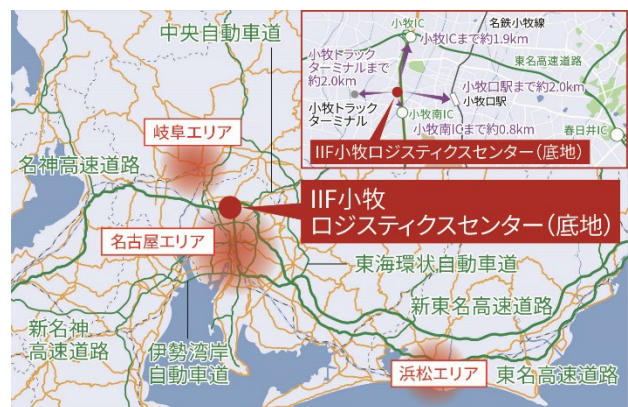 中央自動車道
岐阜エリア
名神高速道路
IIF小牧
ロジスティクスセンター（底地）
名古屋エリア
東海環状自動車道
新東名高速道路
新名神
高速道路
伊勢湾岸
自動車道
浜松エリア
東名高速道路
小牧IC
名鉄小牧線
小牧ICまで約1.9km
小牧トラック
ターミナルまで
約2.0km
東名高速道路
小牧口駅まで約2.0km
小牧口駅
小牧トラック
ターミナル
小牧南IC
小牧南ICまで約0.8km
春日井IC
IIF小牧ロジスティクスセンター（底地）